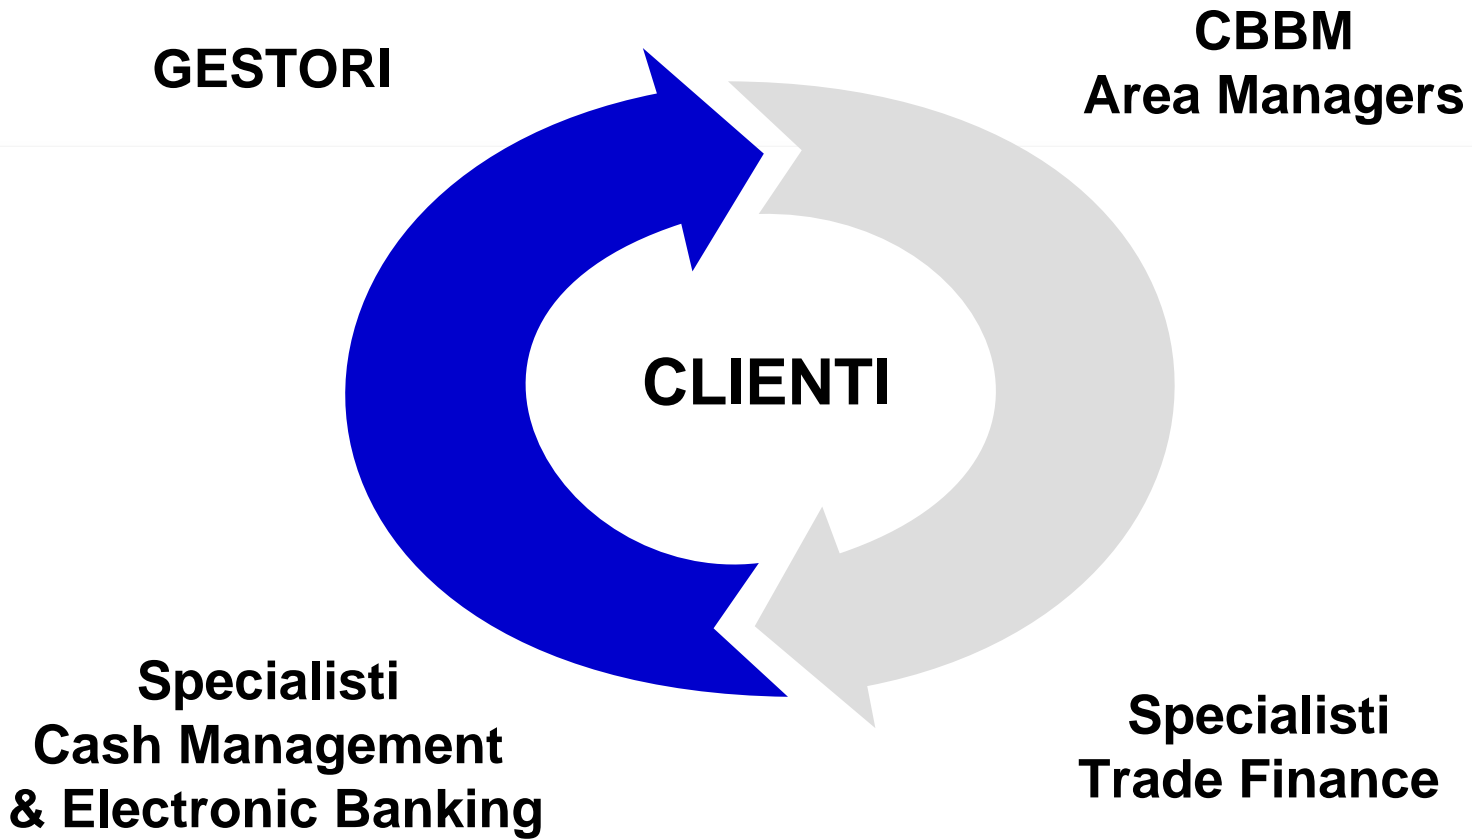 GESTORI
CBBM
Area Managers
CLIENTI
Specialisti
Cash Management
& Electronic Banking
Specialisti
Trade Finance